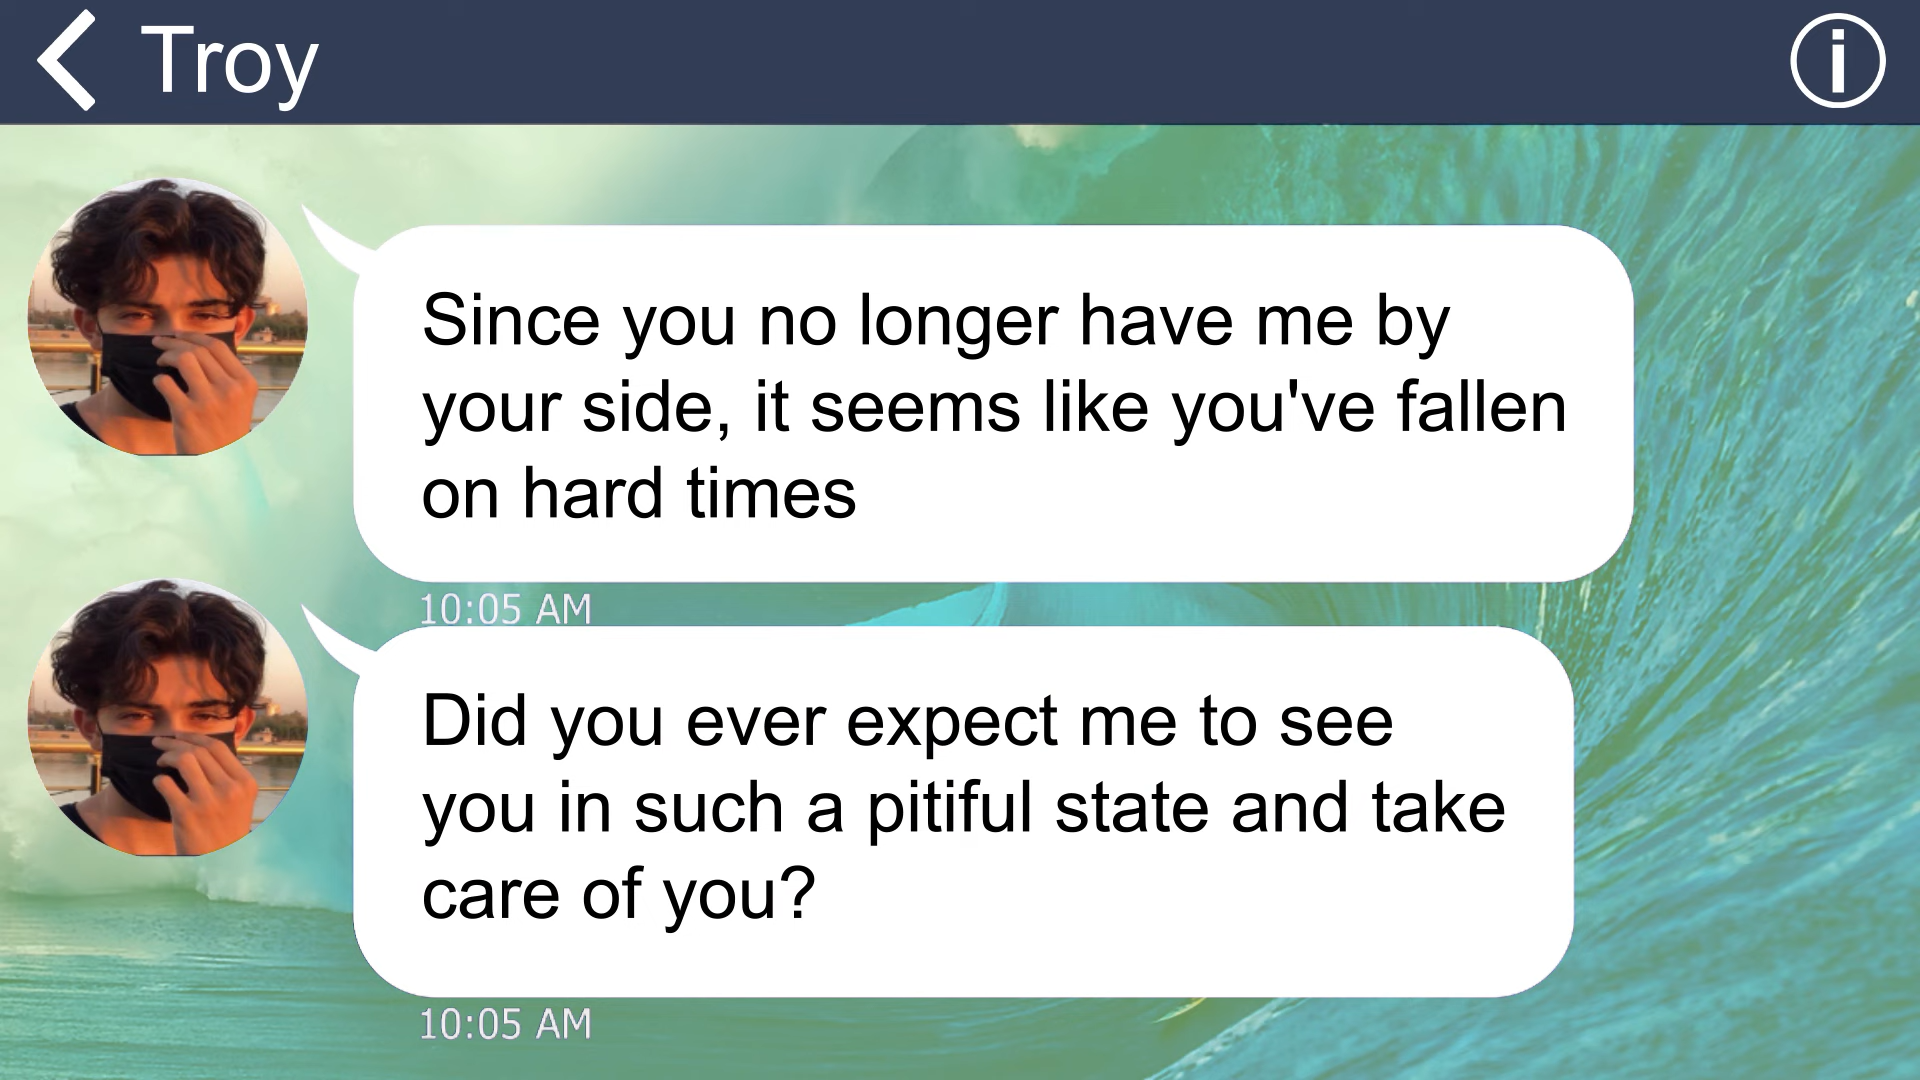 Troy
Since you no longer have me by
your side, it seems like you've fallen
on hard times
10:05 AM
Did you ever expect me to see
you in such a pitiful state and take
care of you?
10:05 AM